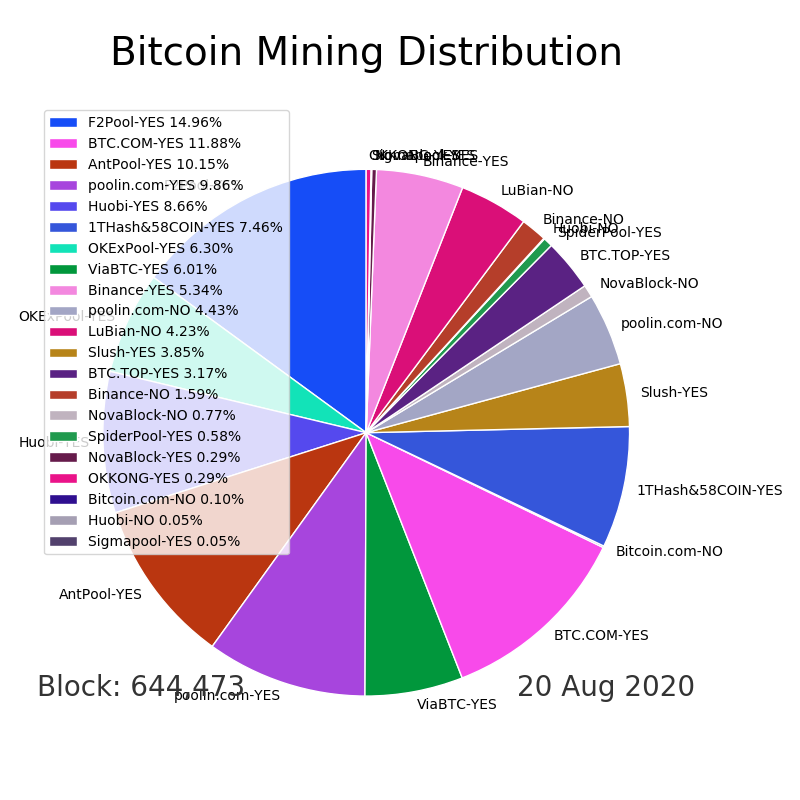 Bitcoin Mining Distribution
F2Pool-YES 14.96%
BTC.COM-YES 11.88%
AntPool-YES 10.15%
poolin.com-YES 9.86%
Huobi-YES 8.66%
1THash&58COIN-YES 7.46%
OKExPool-YES 6.30%
ViaBTC-YES 6.01%
Binance-YES 5.34%
poolin.com-NO 4.43%
LuBian-NO 4.23%
Slush-YES 3.85%
BTC.TOP-YES 3.17%
Binance-NO 1.59%
NovaBlock-NO 0.77%
SpiderPool-YES 0.58%
NovaBlock-YES 0.29%
OKKONG-YES 0.29%
Bitcoin.com-NO 0.10%
Huobi-NO 0.05%
Sigmapool-YES 0.05%
Binance-YES
LuBian-NO
Binance-NO
Huobi-NO
SpiderPool-YES
BTC.TOP-YES
NovaBlock-NO
poolin.com-NO
Slush-YES
1THash&58COIN-YES
Bitcoin.com-NO
BTC.COM-YES
ViaBTC-YES
poolin.com-YES
AntPool-YES
Huobi-YES
OKExPool-YES
Block: 644,473
20 Aug 2020